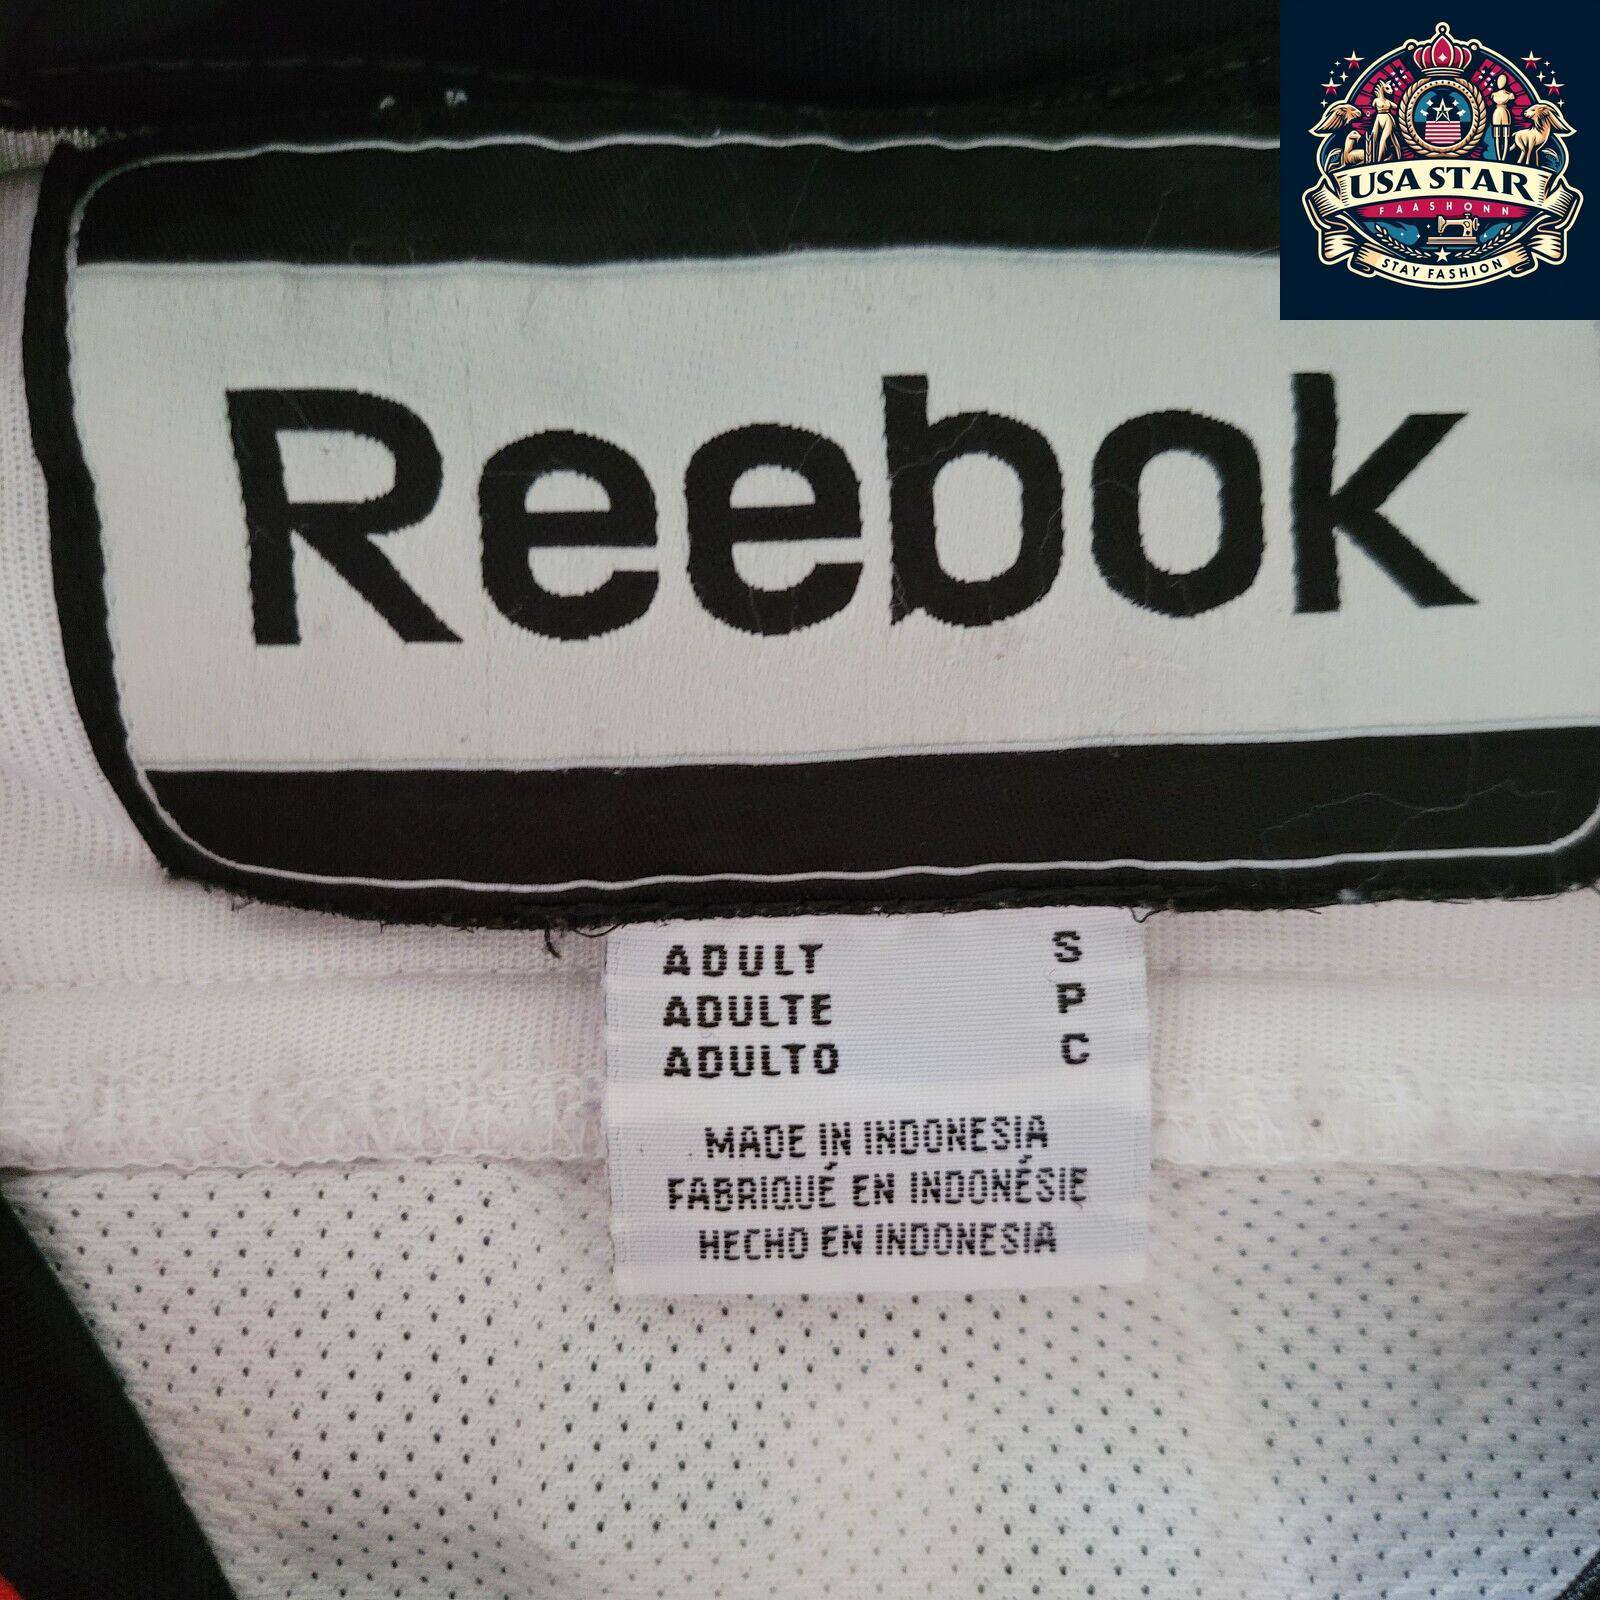 USA STAR
FAASHONN
STAY FASHION
Reebok
ADULT S
ADULTE P
ADULTO C
MADE IN INDONESIA
FABRIQUÉ EN INDONÉSIE
HECHO EN INDONESIA